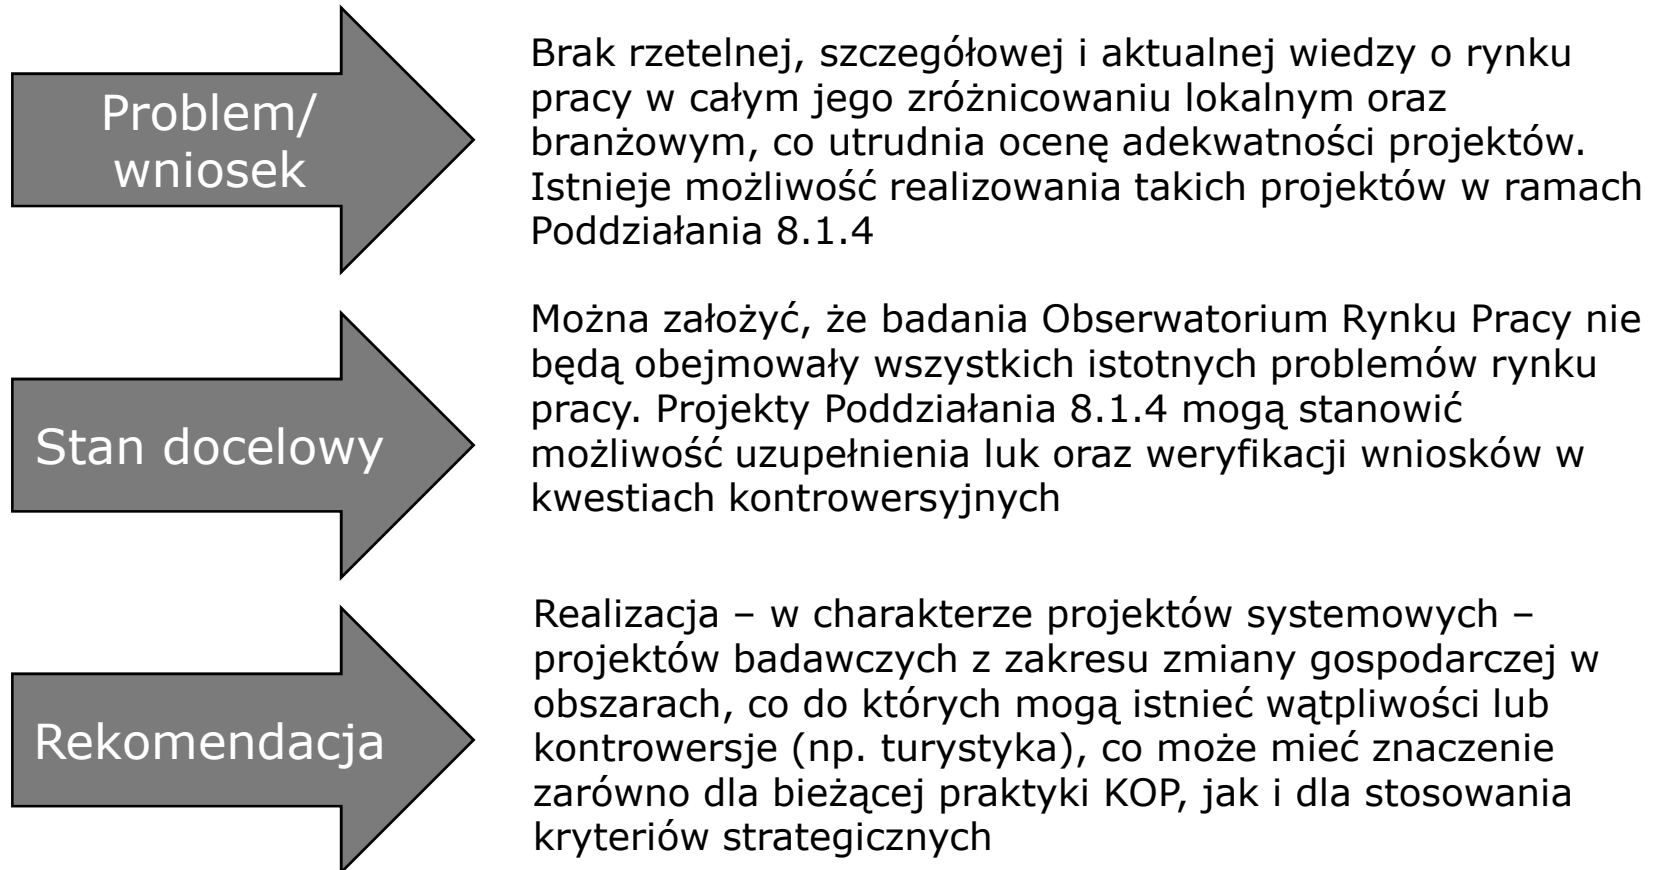 Problem/
wniosek
Brak rzetelnej, szczegółowej i aktualnej wiedzy o rynku
pracy w całym jego zróżnicowaniu lokalnym oraz
branżowym, co utrudnia ocenę adekwatności projektów.
Istnieje możliwość realizowania takich projektów w ramach
Poddziałania 8.1.4
Stan docelowy
Można założyć, że badania Obserwatorium Rynku Pracy nie
będą obejmowały wszystkich istotnych problemów rynku
pracy. Projekty Poddziałania 8.1.4 mogą stanowić
możliwość uzupełnienia luk oraz weryfikacji wniosków w
kwestiach kontrowersyjnych
Rekomendacja
Realizacja – w charakterze projektów systemowych –
projektów badawczych z zakresu zmiany gospodarczej w
obszarach, co do których mogą istnieć wątpliwości lub
kontrowersje (np. turystyka), co może mieć znaczenie
zarówno dla bieżącej praktyki KOP, jak i dla stosowania
kryteriów strategicznych